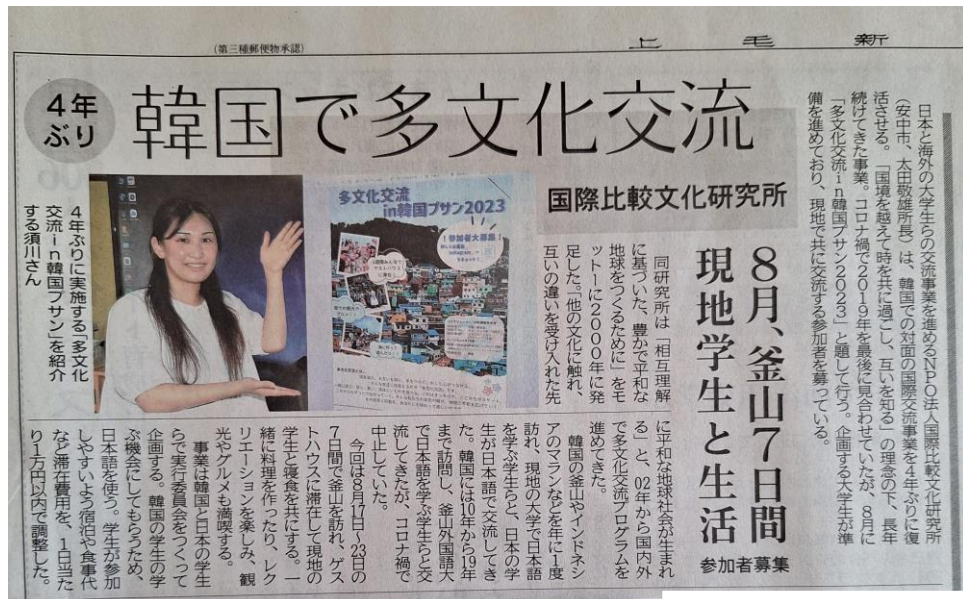 (第三種郵便物承認)
上毛新
4年
ぶり
韓国で多文化交流
国際比較文化研究所
8月、釜山7日間
現地学生と生活
参加者募集
日本と海外の大学生らの交流事業を進めるNPO法人国際比較文化研究所
(安中市、太田敬雄所長)は、韓国での対面の国際交流事業を4年ぶりに復
活させる。「国境を越えて時を共に過ごし、互いを知る」の理念の下、長年
続けてきた事業。コロナ禍で2019年を最後に見合わせていたが、8月に
「多文化交流in韓国プサン2023」と題して行う。企画する大学生が準
備を進めており、現地で共に交流する参加者を募っている。
同研究所は「相互理解
に基づいた、豊かで平和な
地球をつくるために」をモ
ットーに2000年に発
足した。「他の文化に触れ、
互いの違いを受け入れた先
に平和な地球社会が生まれ
る」と、02年から国内外
で多文化交流プログラムを
進めてきた。
韓国の釜山やインドネシ
アのマランなどを年に1度
訪れ、現地の大学で日本語
を学ぶ学生らと、日本の学
生が日本語で交流してき
た。韓国には10年から19年
まで訪問し、釜山外国語大
で日本語を学ぶ学生らと交
流してきたが、コロナ禍で
中止していた。
今回は8月17日〜23日の
7日間で釜山を訪れ、ゲス
トハウスに滞在して現地の
学生と寝食を共にする。一
緒に料理を作ったり、レク
リエーションを楽しみ、観
光やグルメも満喫する。
事業は韓国と日本の学生
らで実行委員会をつくって
企画する。韓国の学生の学
ぶ機会にしてもらうため、
日本語を使う。学生が参加
しやすいよう宿泊や食事代
など滞在費用を、1日当た
り1万円以内で調整した。
多文化交流
in韓国プサン2023
!参加者大募集!
4年ぶりに実施する「多文化
交流in韓国プサン」を紹介
する須川さん